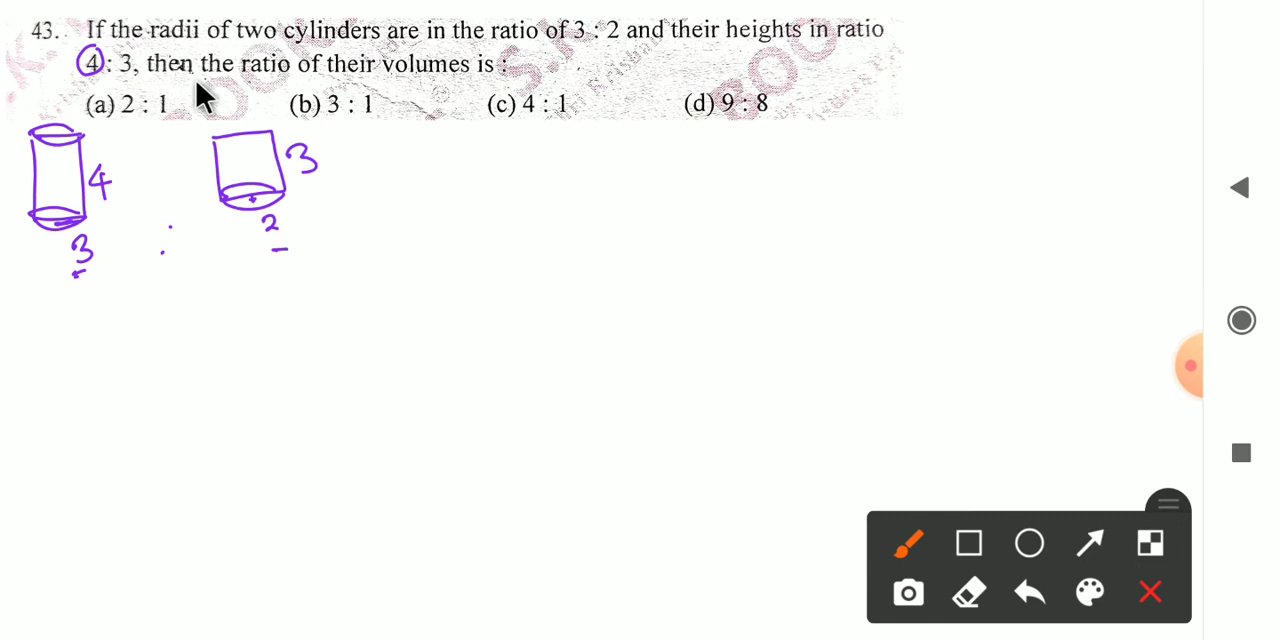 43. If the radii of two cylinders are in the ratio of 3 : 2 and their heights in ratio
4 : 3, then the ratio of their volumes is :
(a) 2 : 1 (b) 3 : 1 (c) 4 : 1 (d) 9 : 8
4 3
3 : 2